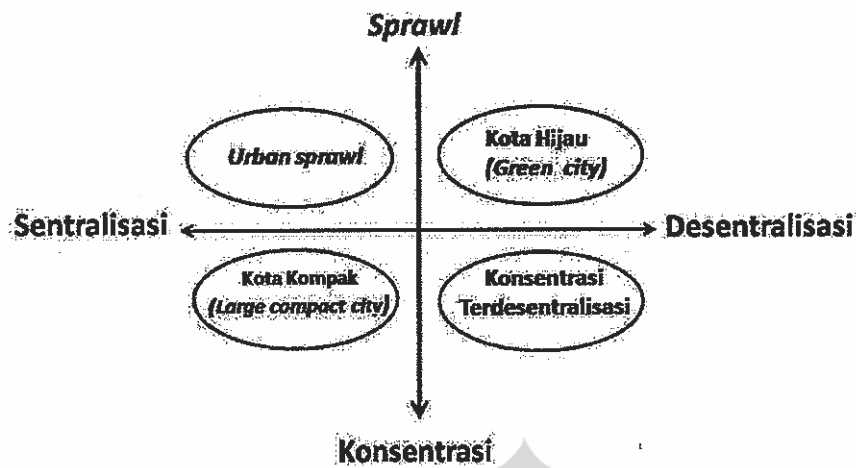 Sprawl
Urban sprawl
Kota Hijau
(Green city)
Sentralisasi
Desentralisasi
Kota Kompak
(Large compact city)
Konsentrasi
Terdesentralisasi
Konsentrasi